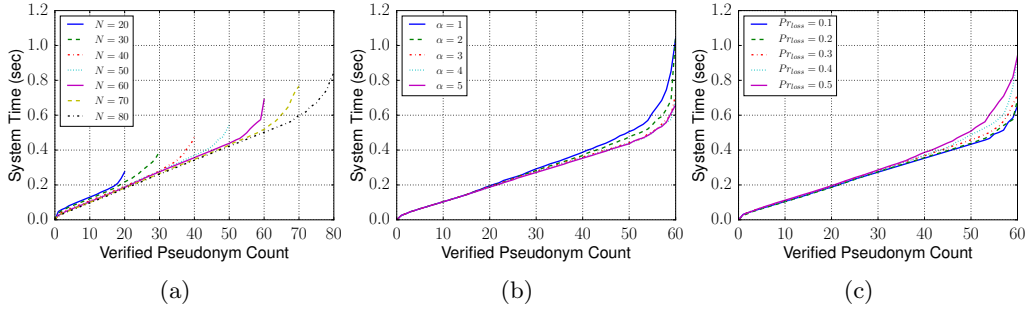 1.2
1.0
0.8
0.6
0.4
0.2
0.0
System Time (sec)
N = 20
N = 30
N = 40
N = 50
N = 60
N = 70
N = 80
0 10 20 30 40 50 60 70 80
Verified Pseudonym Count
(a)
1.2
1.0
0.8
0.6
0.4
0.2
0.0
System Time (sec)
α = 1
α = 2
α = 3
α = 4
α = 5
0 10 20 30 40 50 60
Verified Pseudonym Count
(b)
1.2
1.0
0.8
0.6
0.4
0.2
0.0
System Time (sec)
Pr_loss = 0.1
Pr_loss = 0.2
Pr_loss = 0.3
Pr_loss = 0.4
Pr_loss = 0.5
0 10 20 30 40 50 60
Verified Pseudonym Count
(c)